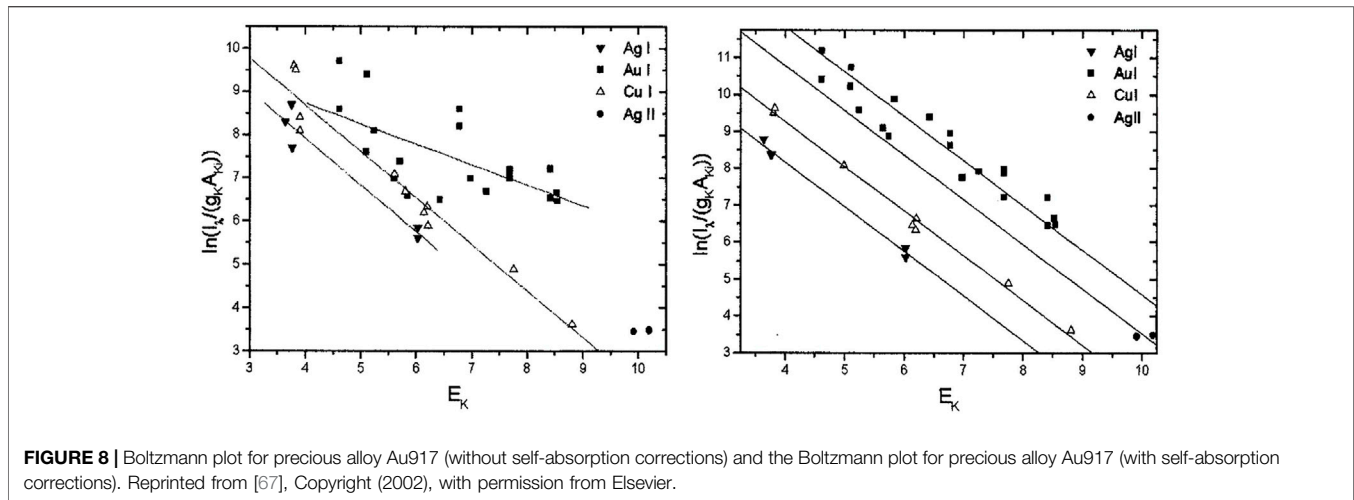 10
9
8
7
6
5
4
3
3 4 5 6 7 8 9 10
ln(I_λ/(g_K A_Ki))
E_K
Ag I
Au I
Cu I
Ag II
11
10
9
8
7
6
5
4
3
4 5 6 7 8 9 10
ln(I_λ/(g_K A_Ki))
E_K
AgI
AuI
CuI
AgII
FIGURE 8 | Boltzmann plot for precious alloy Au917 (without self-absorption corrections) and the Boltzmann plot for precious alloy Au917 (with self-absorption
corrections). Reprinted from [67], Copyright (2002), with permission from Elsevier.